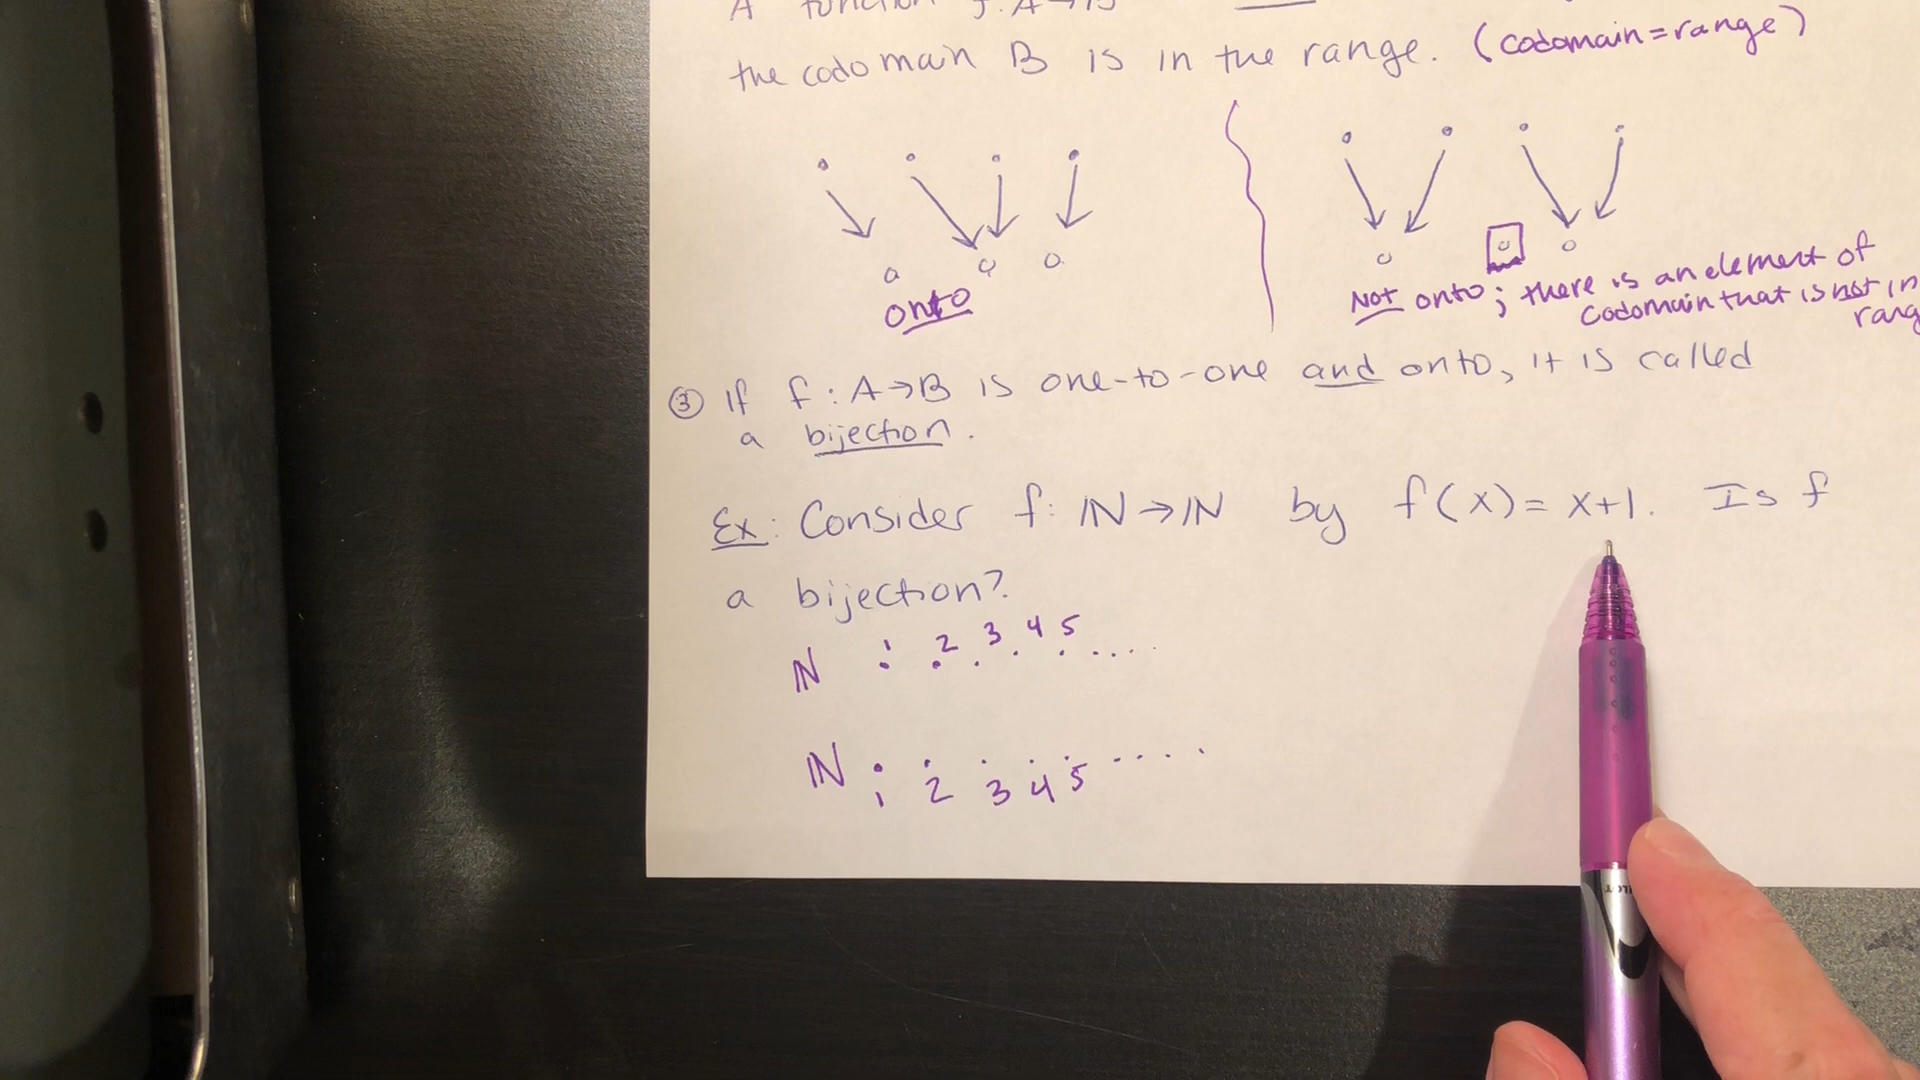 the codomain B is in the range. (codomain=range)
onto
Not onto; there is an element of
codomain that is not in
③ If f: A→B is one-to-one and onto, it is called
a bijection.
Ex: Consider f: ℕ→ℕ by f(x)= x+1. Is f
a bijection?
1 2 3 4 5
ℕ . . . . . . . . .
ℕ . . . . . . . . .
1 2 3 4 5